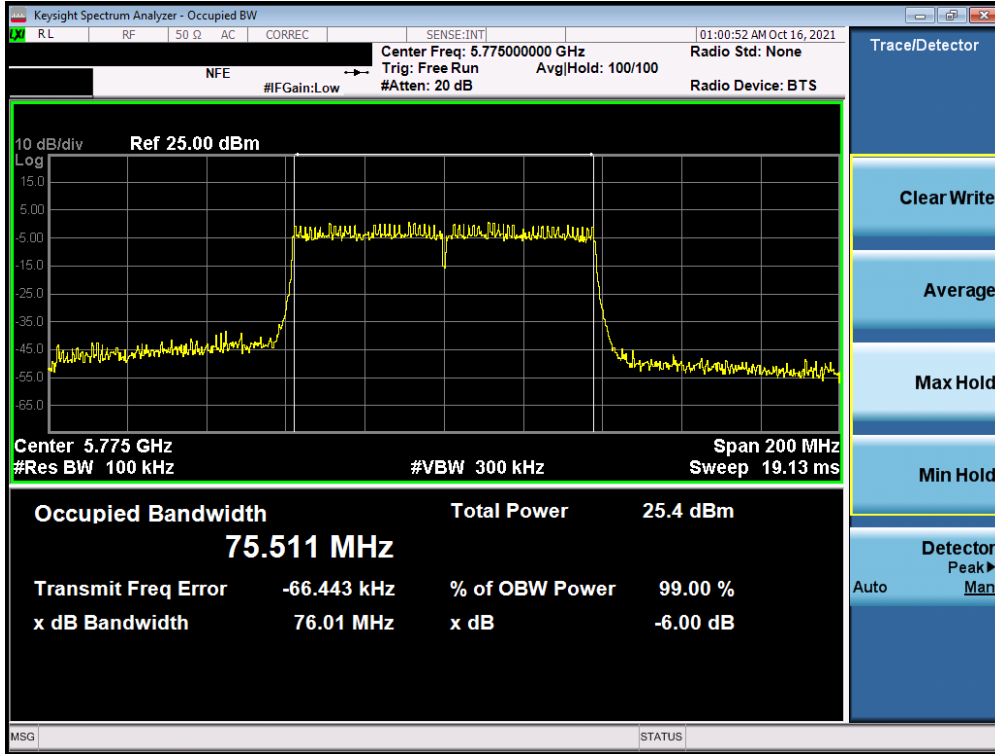 Keysight Spectrum Analyzer - Occupied BW
LXI RL RF 50 Ω AC CORREC SENSE:INT 01:00:52 AM Oct 16, 2021
Center Freq: 5.775000000 GHz Radio Std: None
NFE Trig: Free Run Avg|Hold: 100/100
#IFGain:Low #Atten: 20 dB Radio Device: BTS
Trace/Detector
10 dB/div Ref 25.00 dBm
Log
15.0
5.00
-5.00
-15.0
-25.0
-35.0
-45.0
-55.0
-65.0
Center 5.775 GHz Span 200 MHz
#Res BW 100 kHz #VBW 300 kHz Sweep 19.13 ms
Occupied Bandwidth Total Power 25.4 dBm
75.511 MHz
Transmit Freq Error -66.443 kHz % of OBW Power 99.00 %
x dB Bandwidth 76.01 MHz x dB -6.00 dB
Clear Write
Average
Max Hold
Min Hold
Detector
Peak▶
Auto Man
MSG STATUS